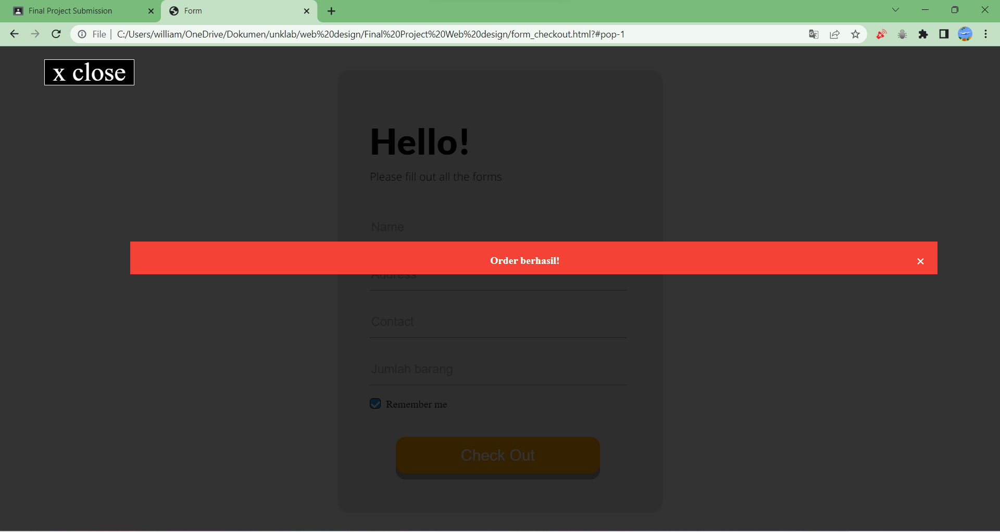 Final Project Submission
Form
File
C:/Users/william/OneDrive/Dokumen/unklab/web%20design/Final%20Project%20Web%20design/form_checkout.html?#pop-1
x close
Hello!
Please fill out all the forms
Name
Order berhasil!
Address
Contact
Jumlah barang
Remember me
Check Out